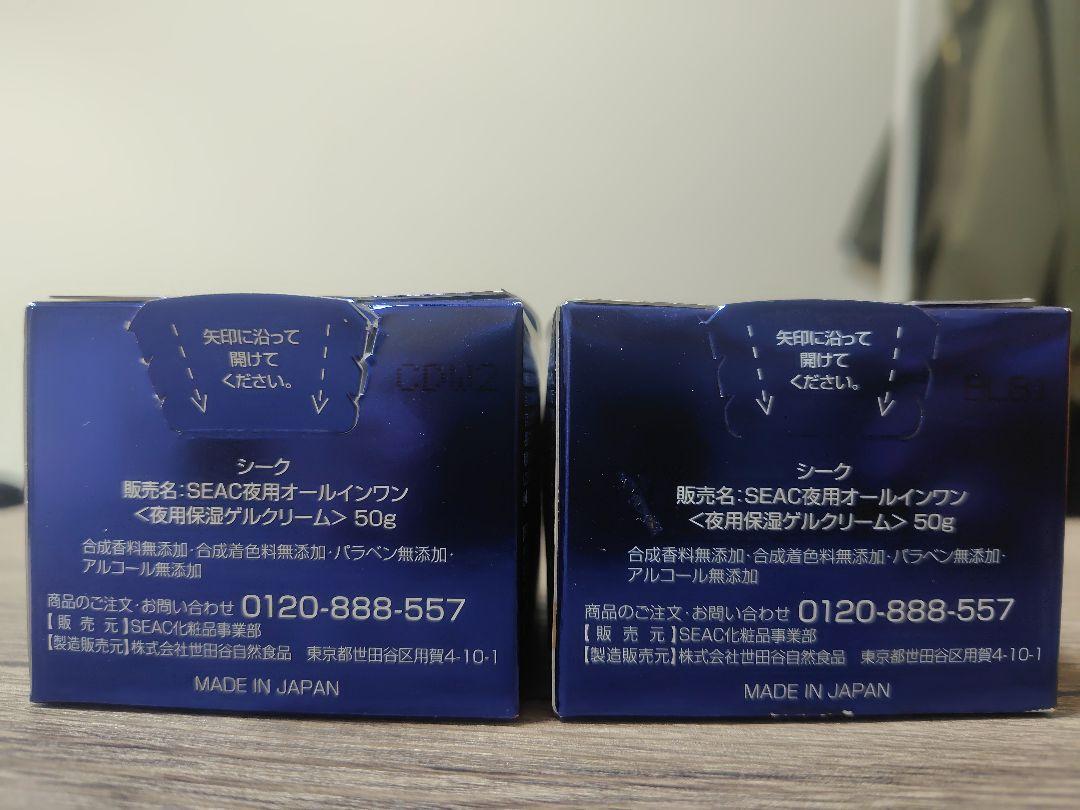 矢印に沿って
開けて
ください。
CDW2
シーク
販売名:SEAC夜用オールインワン
<夜用保湿ゲルクリーム> 50g
合成香料無添加・合成着色料無添加・パラベン無添加・
アルコール無添加
商品のご注文・お問い合わせ 0120-888-557
【販売元】SEAC化粧品事業部
【製造販売元】株式会社世田谷自然食品 東京都世田谷区用賀4-10-1
MADE IN JAPAN
矢印に沿って
開けて
ください。
シーク
販売名:SEAC夜用オールインワン
<夜用保湿ゲルクリーム> 50g
合成香料無添加・合成着色料無添加・パラベン無添加・
アルコール無添加
商品のご注文・お問い合わせ 0120-888-557
【販売元】SEAC化粧品事業部
【製造販売元】株式会社世田谷自然食品 東京都世田谷区用賀4-10-1
MADE IN JAPAN